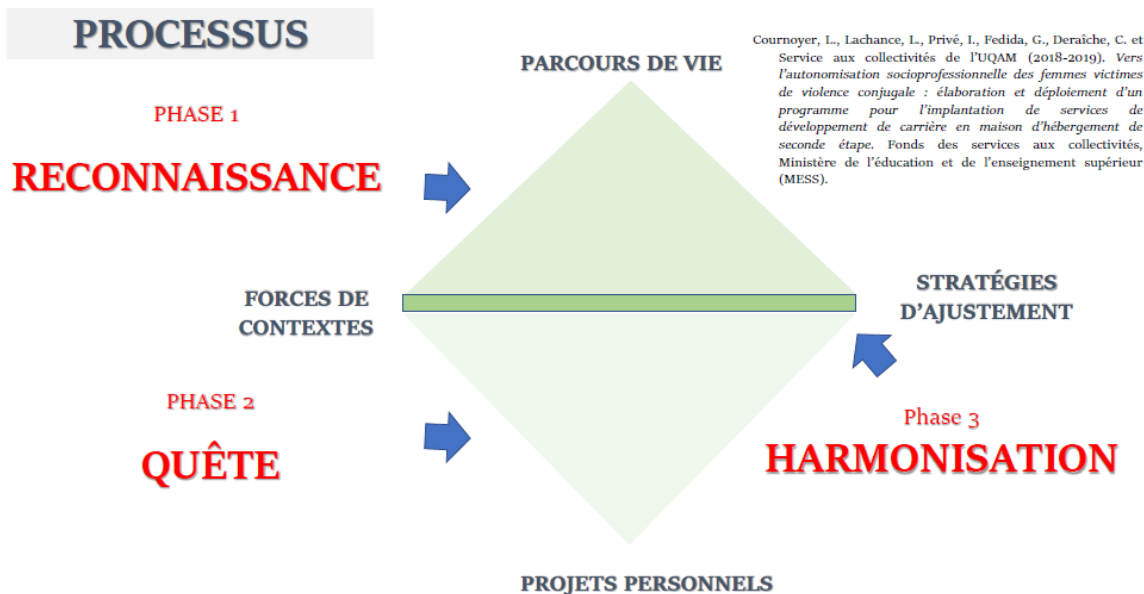 PROCESSUS
Cournoyer, L., Lachance, L., Privé, I., Fedida, G., Deraîche, C. et
Service aux collectivités de l'UQAM (2018-2019). Vers
l'autonomisation socioprofessionnelle des femmes victimes
de violence conjugale : élaboration et déploiement d'un
programme pour l'implantation de services de
développement de carrière en maison d'hébergement de
seconde étape. Fonds des services aux collectivités,
Ministère de l'éducation et de l'enseignement supérieur
(MESS).
PARCOURS DE VIE
PHASE 1
RECONNAISSANCE
FORCES DE
CONTEXTES
STRATÉGIES
D'AJUSTEMENT
PHASE 2
QUÊTE
Phase 3
HARMONISATION
PROJETS PERSONNELS